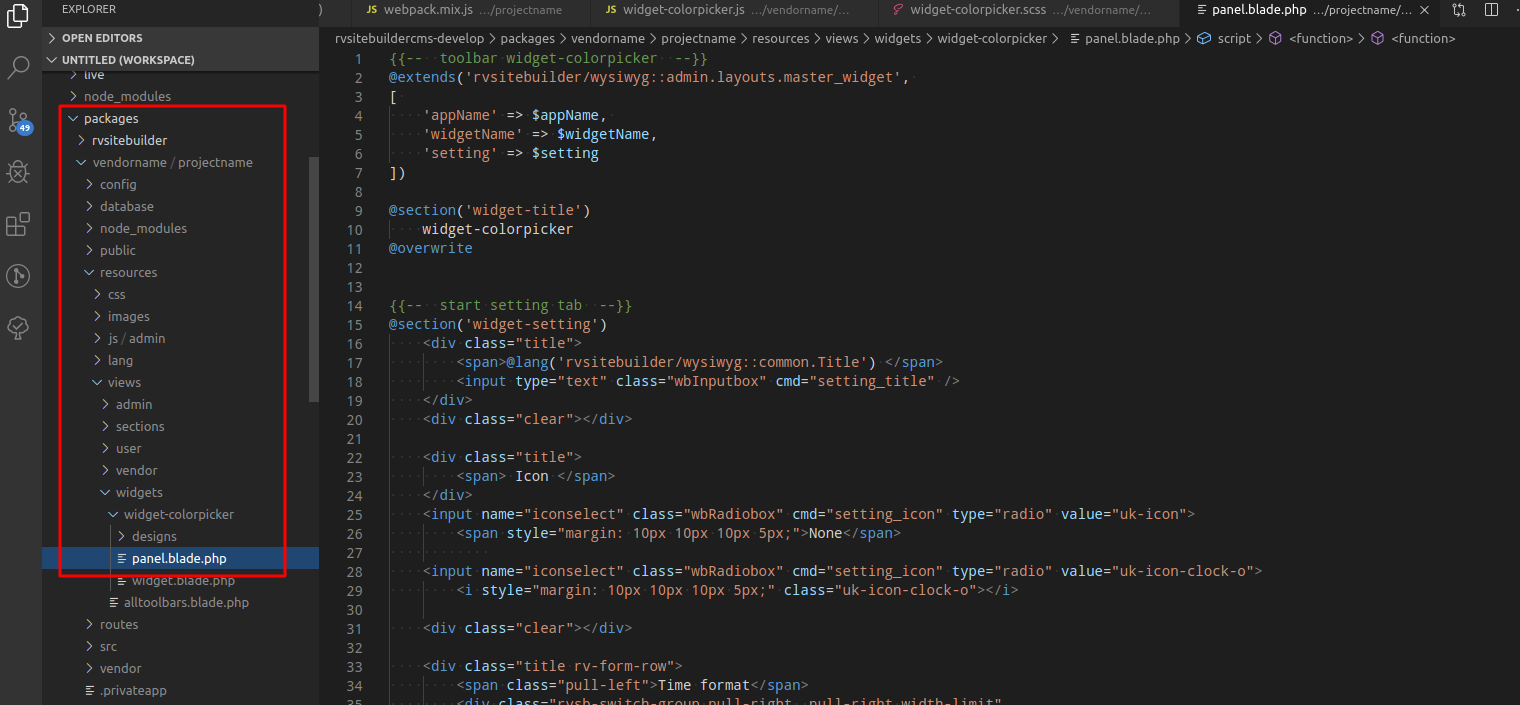 EXPLORER
OPEN EDITORS
UNTITLED (WORKSPACE)
live
node_modules
packages
rvsitebuilder
vendorname / projectname
config
database
node_modules
public
resources
css
images
js / admin
lang
views
admin
sections
user
vendor
widgets
widget-colorpicker
designs
panel.blade.php
widget.blade.php
alltoolbars.blade.php
routes
src
vendor
.privateapp
49
) JS webpack.mix.js .../projectname JS widget-colorpicker.js .../vendorname/... widget-colorpicker.scss .../vendorname/... panel.blade.php .../projectname/...
rvsitebuildercms-develop > packages > vendorname > projectname > resources > views > widgets > widget-colorpicker > panel.blade.php > script > <function> > <function>
1 {{-- toolbar widget-colorpicker --}}
2 @extends('rvsitebuilder/wysiwyg::admin.layouts.master_widget',
3 [
4 'appName' => $appName,
5 'widgetName' => $widgetName,
6 'setting' => $setting
7 ])
8
9 @section('widget-title')
10 widget-colorpicker
11 @overwrite
12
13
14 {{-- start setting tab --}}
15 @section('widget-setting')
16 <div class="title">
17 <span>@lang('rvsitebuilder/wysiwyg::common.Title') </span>
18 <input type="text" class="wbInputbox" cmd="setting_title" />
19 </div>
20 <div class="clear"></div>
21
22 <div class="title">
23 <span> Icon </span>
24 </div>
25 <input name="iconselect" class="wbRadiobox" cmd="setting_icon" type="radio" value="uk-icon">
26 <span style="margin: 10px 10px 10px 5px;">None</span>
27
28 <input name="iconselect" class="wbRadiobox" cmd="setting_icon" type="radio" value="uk-icon-clock-o">
29 <i style="margin: 10px 10px 10px 5px;" class="uk-icon-clock-o"></i>
30
31 <div class="clear"></div>
32
33 <div class="title rv-form-row">
34 <span class="pull-left">Time format</span>
35 <div class="rvsb-switch-group pull-right pull-right width-limit"